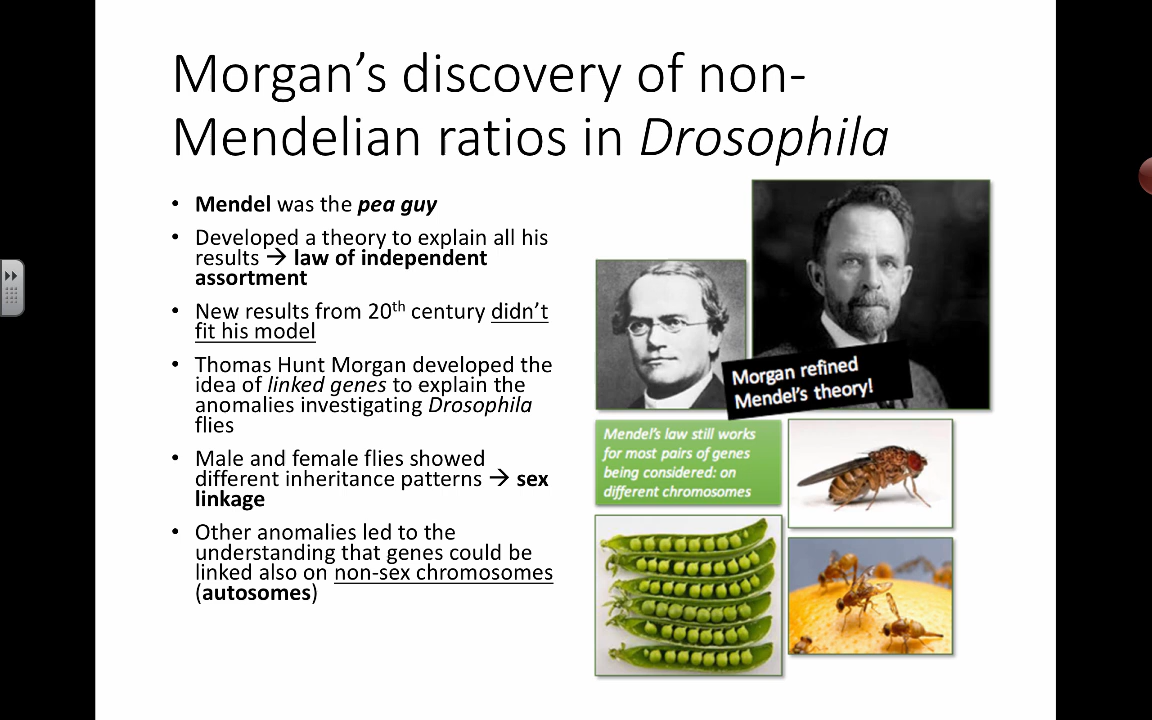 Morgan’s discovery of non-
Mendelian ratios in Drosophila
• Mendel was the pea guy
• Developed a theory to explain all his
results → law of independent
assortment
• New results from 20th century didn’t
fit his model
• Thomas Hunt Morgan developed the
idea of linked genes to explain the
anomalies investigating Drosophila
flies
• Male and female flies showed
different inheritance patterns → sex
linkage
• Other anomalies led to the
understanding that genes could be
linked also on non-sex chromosomes
(autosomes)
Morgan refined
Mendel’s theory!
Mendel’s law still works
for most pairs of genes
being considered: on
different chromosomes